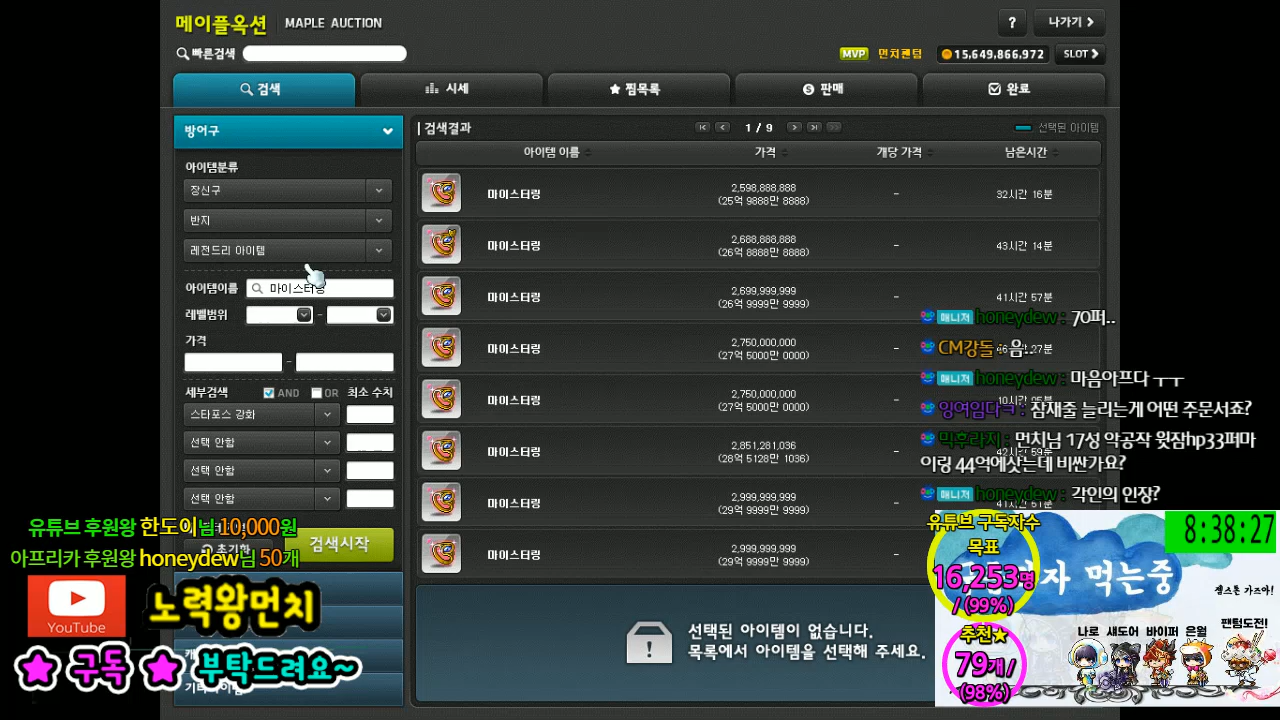 메이플옥션 MAPLE AUCTION
? 나가기
빠른검색
MVP 먼치퀸텀 15,649,866,972 SLOT
검색 시세 찜목록 판매 완료
방어구
아이템분류
장신구
반지
레전드리 아이템
아이템이름 마이스터링
레벨범위 -
가격
-
세부검색 AND OR 최소 수치
스타포스 강화
선택 안함
선택 안함
선택 안함
초기화 검색시작
검색결과 1 / 9 선택된 아이템
아이템 이름 가격 개당 가격 남은시간
마이스터링 2,598,888,888 - 32시간 16분
(25억 9888만 8888)
마이스터링 2,688,888,888 - 43시간 14분
(26억 8888만 8888)
마이스터링 2,699,999,999 - 41시간 57분
(26억 9999만 9999)
마이스터링 2,750,000,000 -
(27억 5000만 0000)
마이스터링 2,750,000,000 -
(27억 5000만 0000)
마이스터링 2,851,281,036 -
(28억 5128만 1036)
마이스터링 2,999,999,999 -
(29억 9999만 9999)
마이스터링 2,999,999,999 -
(29억 9999만 9999)
선택된 아이템이 없습니다.
목록에서 아이템을 선택해 주세요.
매니저 honeydew : 70퍼..
CM강돌 : 음..
매니저 honeydew : 마음아프다 ㅜㅜ
잉여임다ㅋ : 잠재줄 늘리는게 어떤 주문서죠?
믹후라지 : 먼치님 17성 악공작 윗잠hp33퍼마
이링 44억에샀는데 비싼가요?
매니저 honeydew : 각인의 인장?
유튜브 후원왕 한도이님 10,000원
아프리카 후원왕 honeydew님 50개
YouTube
노력왕먼치
★ 구독 ★ 부탁드려요~
유튜브 구독자수
목표
16,253명
/ (99%)
추천★
79개/
(98%)
8:38:27
자 먹는중
젬스톤 가즈아!
나로 섀도어 바이퍼 은월 팬텀도전!